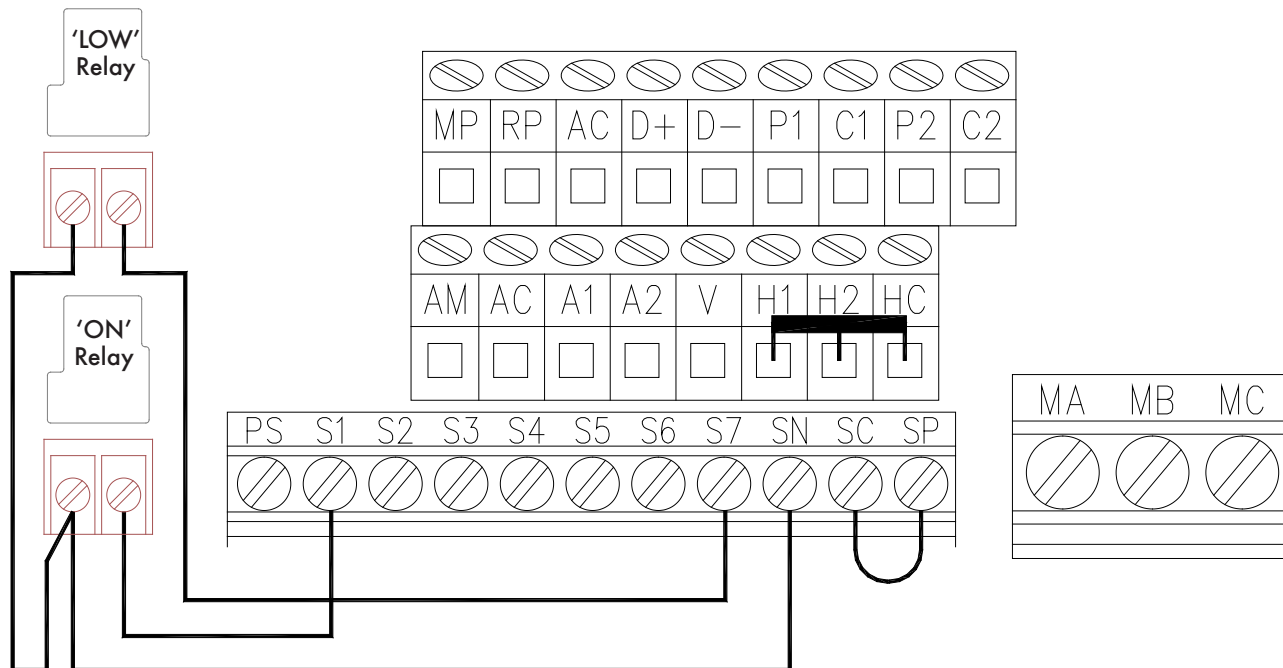 'LOW'
Relay
MP RP AC D+ D− P1 C1 P2 C2
AM AC A1 A2 V H1 H2 HC
'ON'
Relay
PS S1 S2 S3 S4 S5 S6 S7 SN SC SP
MA MB MC